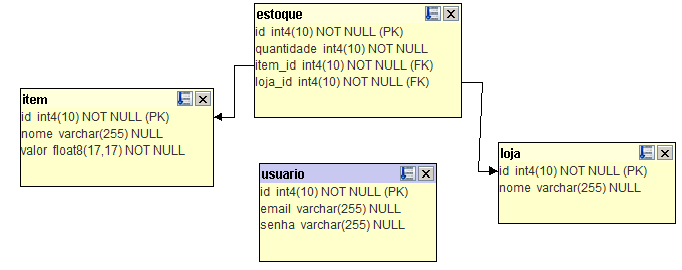 estoque
id int4(10) NOT NULL (PK)
quantidade int4(10) NOT NULL
item_id int4(10) NOT NULL (FK)
loja_id int4(10) NOT NULL (FK)
item
id int4(10) NOT NULL (PK)
nome varchar(255) NULL
valor float8(17,17) NOT NULL
usuario
id int4(10) NOT NULL (PK)
email varchar(255) NULL
senha varchar(255) NULL
loja
id int4(10) NOT NULL (PK)
nome varchar(255) NULL